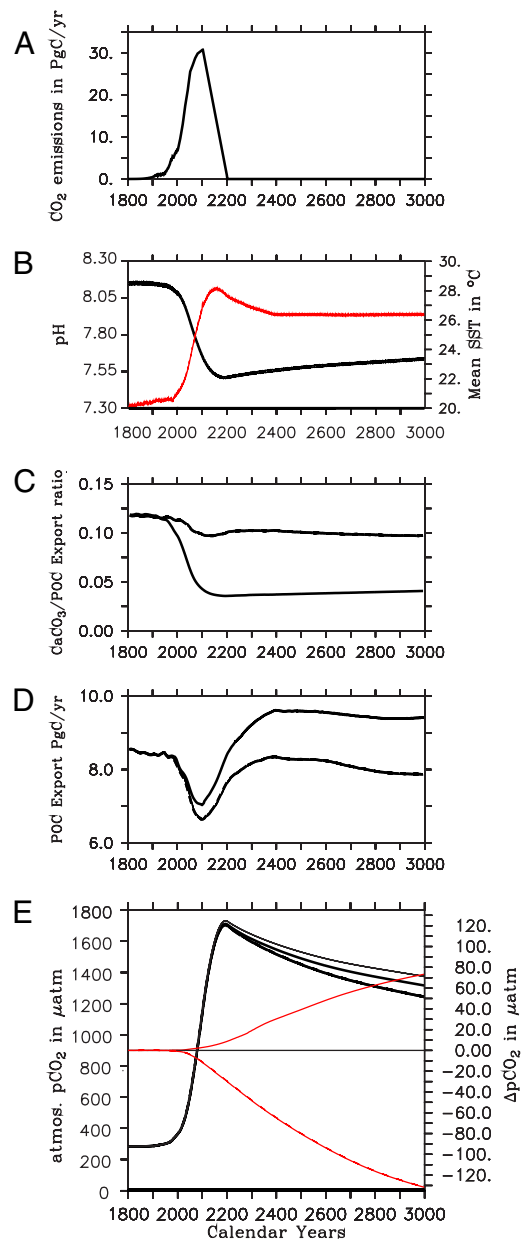 A
CO2 emissions in PgC/yr
30.
20.
10.
0.
1800 2000 2200 2400 2600 2800 3000
B
pH
8.30
8.05
7.80
7.55
7.30
30.
28.
26.
24.
22.
20.
Mean SST in °C
1800 2000 2200 2400 2600 2800 3000
C
CaCO3/POC Export ratio
0.15
0.10
0.05
0.00
1800 2000 2200 2400 2600 2800 3000
D
POC Export PgC/yr
10.0
8.0
6.0
1800 2000 2200 2400 2600 2800 3000
E
atmos. pCO2 in μatm
1800
1600
1400
1200
1000
800
600
400
200
0
120.
100.
80.0
60.0
40.0
20.0
0.00
−20.0
−40.0
−60.0
−80.0
−100.
−120.
ΔpCO2 in μatm
1800 2000 2200 2400 2600 2800 3000
Calendar Years